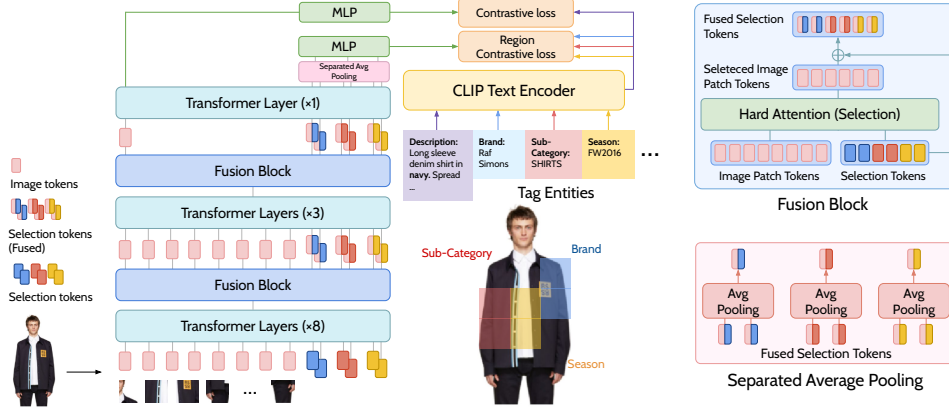 MLP
Contrastive loss
MLP
Region
Contrastive loss
Separated Avg
Pooling
Transformer Layer (×1)
CLIP Text Encoder
Description:
Long sleeve
denim shirt in
navy. Spread
...
Brand:
Raf
Simons
Sub-
Category:
SHIRTS
Season:
FW2016
...
Tag Entities
Fusion Block
Transformer Layers (×3)
Fusion Block
Transformer Layers (×8)
...
Image tokens
Selection tokens
(Fused)
Selection tokens
Sub-Category
Brand
Season
Fused Selection
Tokens
Seleteced Image
Patch Tokens
Hard Attention (Selection)
Image Patch Tokens
Selection Tokens
Fusion Block
Avg
Pooling
Avg
Pooling
Avg
Pooling
Fused Selection Tokens
Separated Average Pooling